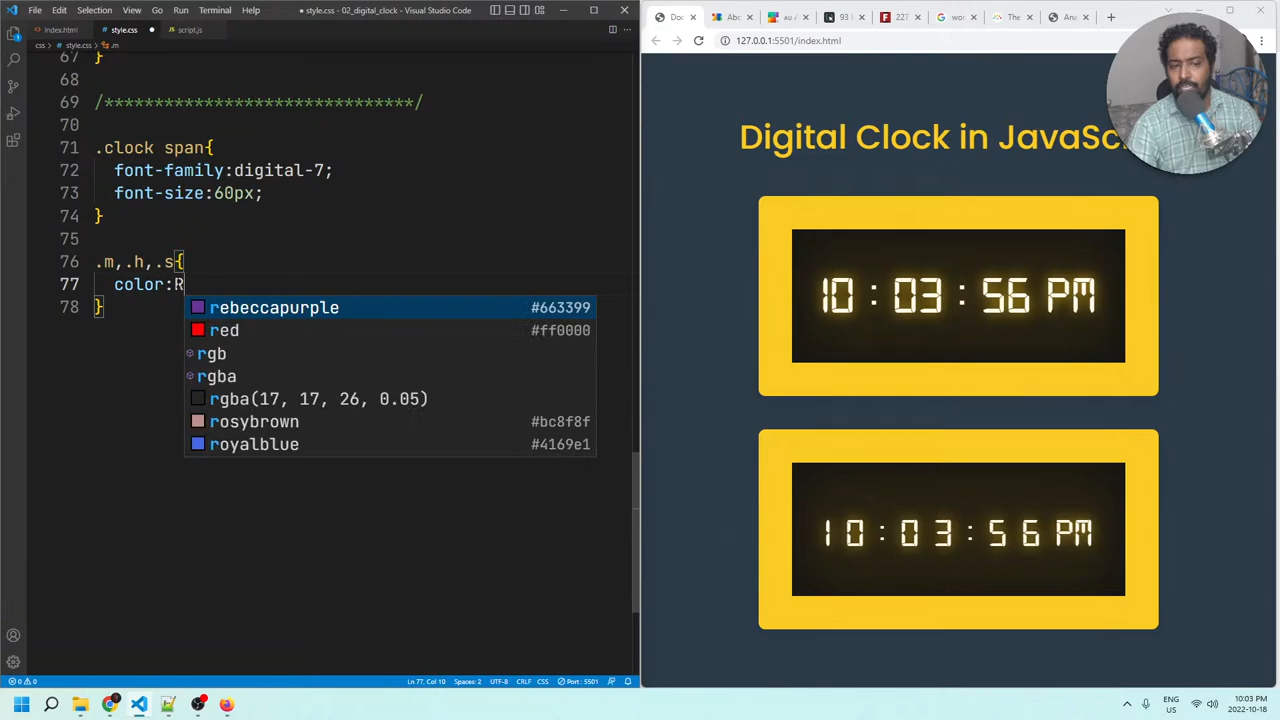 File Edit Selection View Go Run Terminal Help ● style.css - 02_digital_clock - Visual Studio Code
index.html style.css ● script.js
css > style.css > .m
67 }
68
69 /*******************************/
70
71 .clock span{
72 font-family:digital-7;
73 font-size:60px;
74 }
75
76 .m,.h,.s{
77 color:R
78 }
rebeccapurple #663399
red #ff0000
rgb
rgba
rgba(17, 17, 26, 0.05)
rosybrown #bc8f8f
royalblue #4169e1
0 0 Ln 77, Col 10 Spaces: 2 UTF-8 CRLF CSS Port : 5501
127.0.0.1:5501/index.html
Digital Clock in JavaSc
10 : 03 : 56 PM
10 : 03 : 56 PM
ENG
US
10:03 PM
2022-10-18